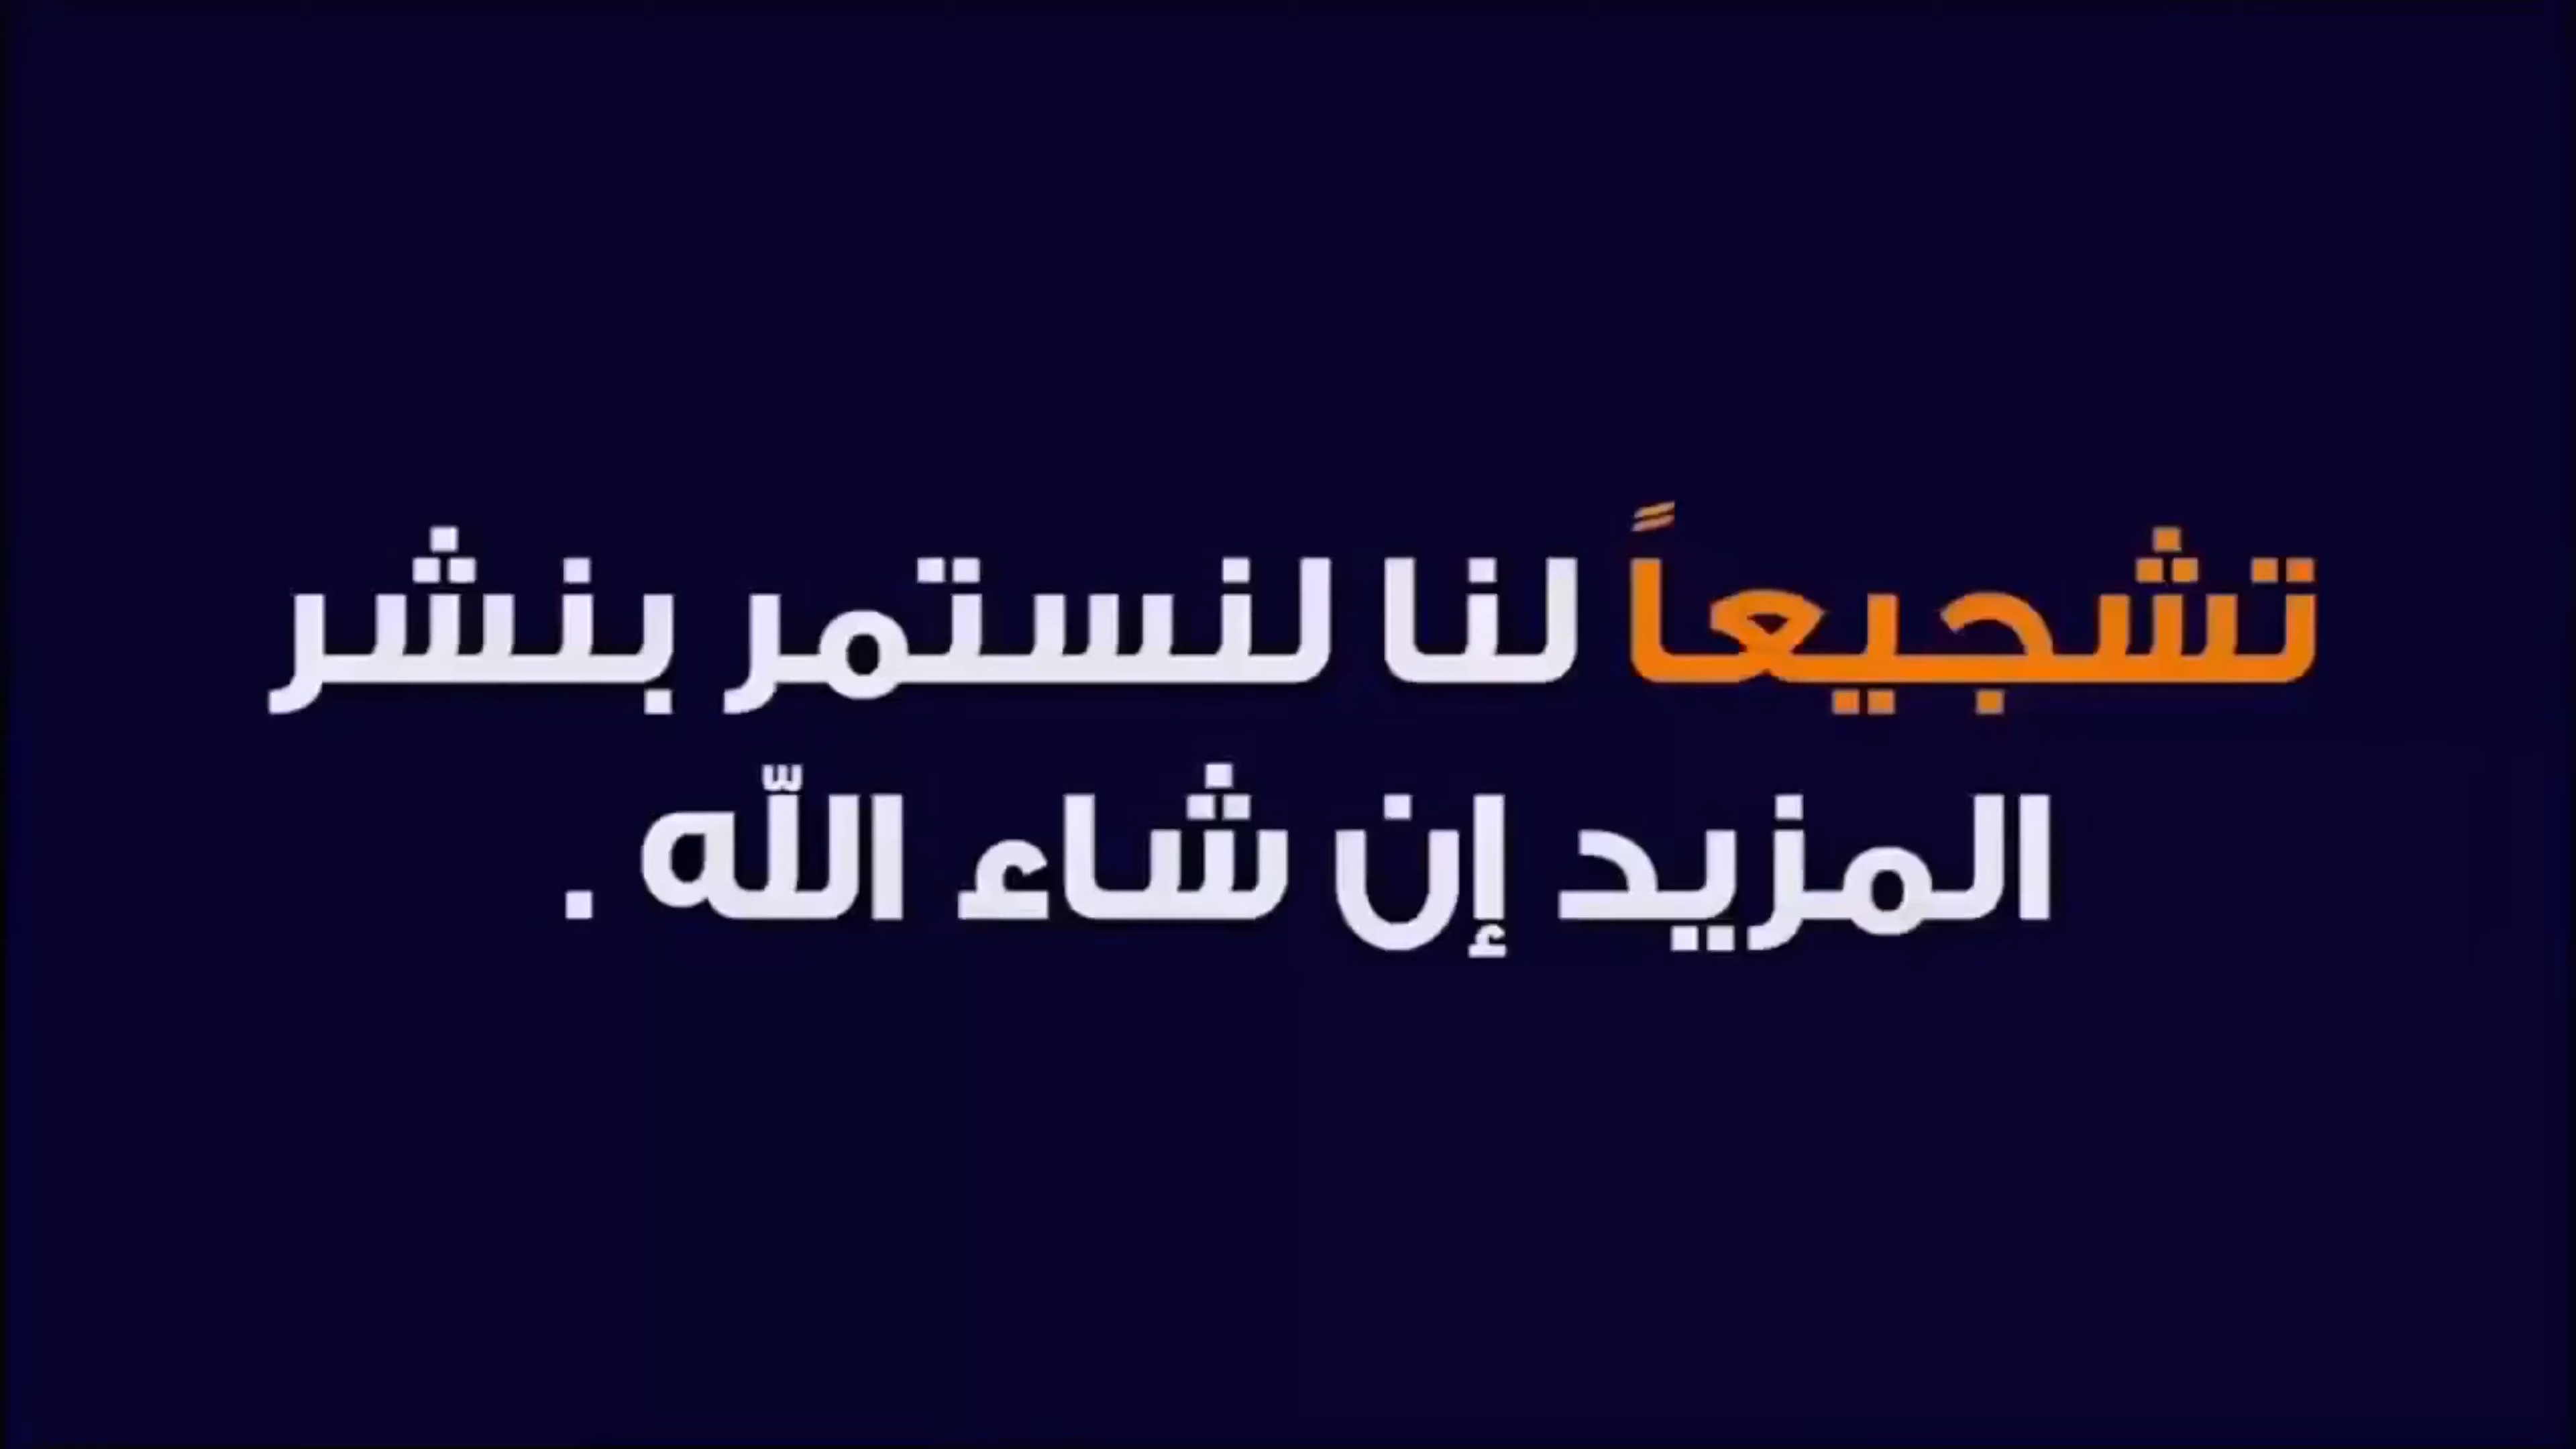 تشجيعاً لنا لنستمر بنشر
المزيد إن شاء اللّه .